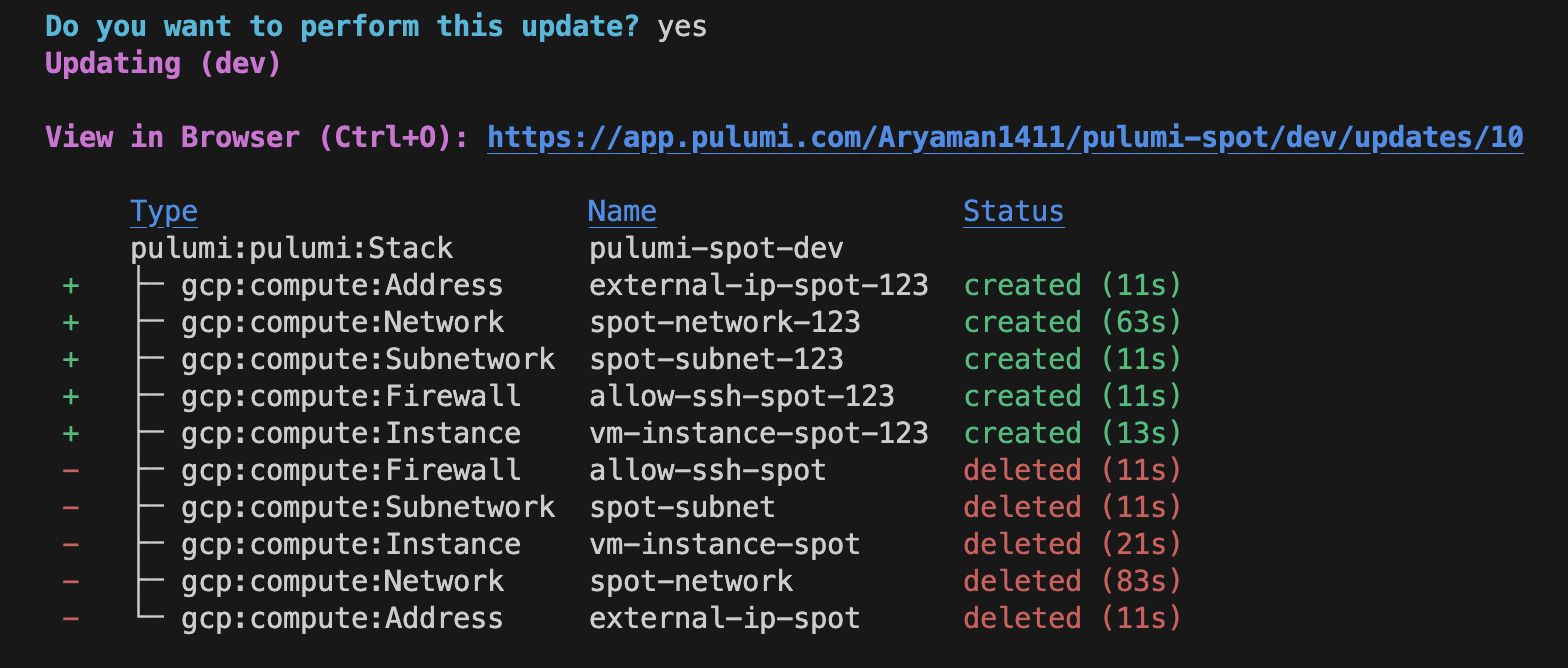 Do you want to perform this update? yes
Updating (dev)
View in Browser (Ctrl+O): https://app.pulumi.com/Aryaman1411/pulumi-spot/dev/updates/10
Type Name Status
pulumi:pulumi:Stack pulumi-spot-dev
+ ├─ gcp:compute:Address external-ip-spot-123 created (11s)
+ ├─ gcp:compute:Network spot-network-123 created (63s)
+ ├─ gcp:compute:Subnetwork spot-subnet-123 created (11s)
+ ├─ gcp:compute:Firewall allow-ssh-spot-123 created (11s)
+ ├─ gcp:compute:Instance vm-instance-spot-123 created (13s)
- ├─ gcp:compute:Firewall allow-ssh-spot deleted (11s)
- ├─ gcp:compute:Subnetwork spot-subnet deleted (11s)
- ├─ gcp:compute:Instance vm-instance-spot deleted (21s)
- ├─ gcp:compute:Network spot-network deleted (83s)
- └─ gcp:compute:Address external-ip-spot deleted (11s)